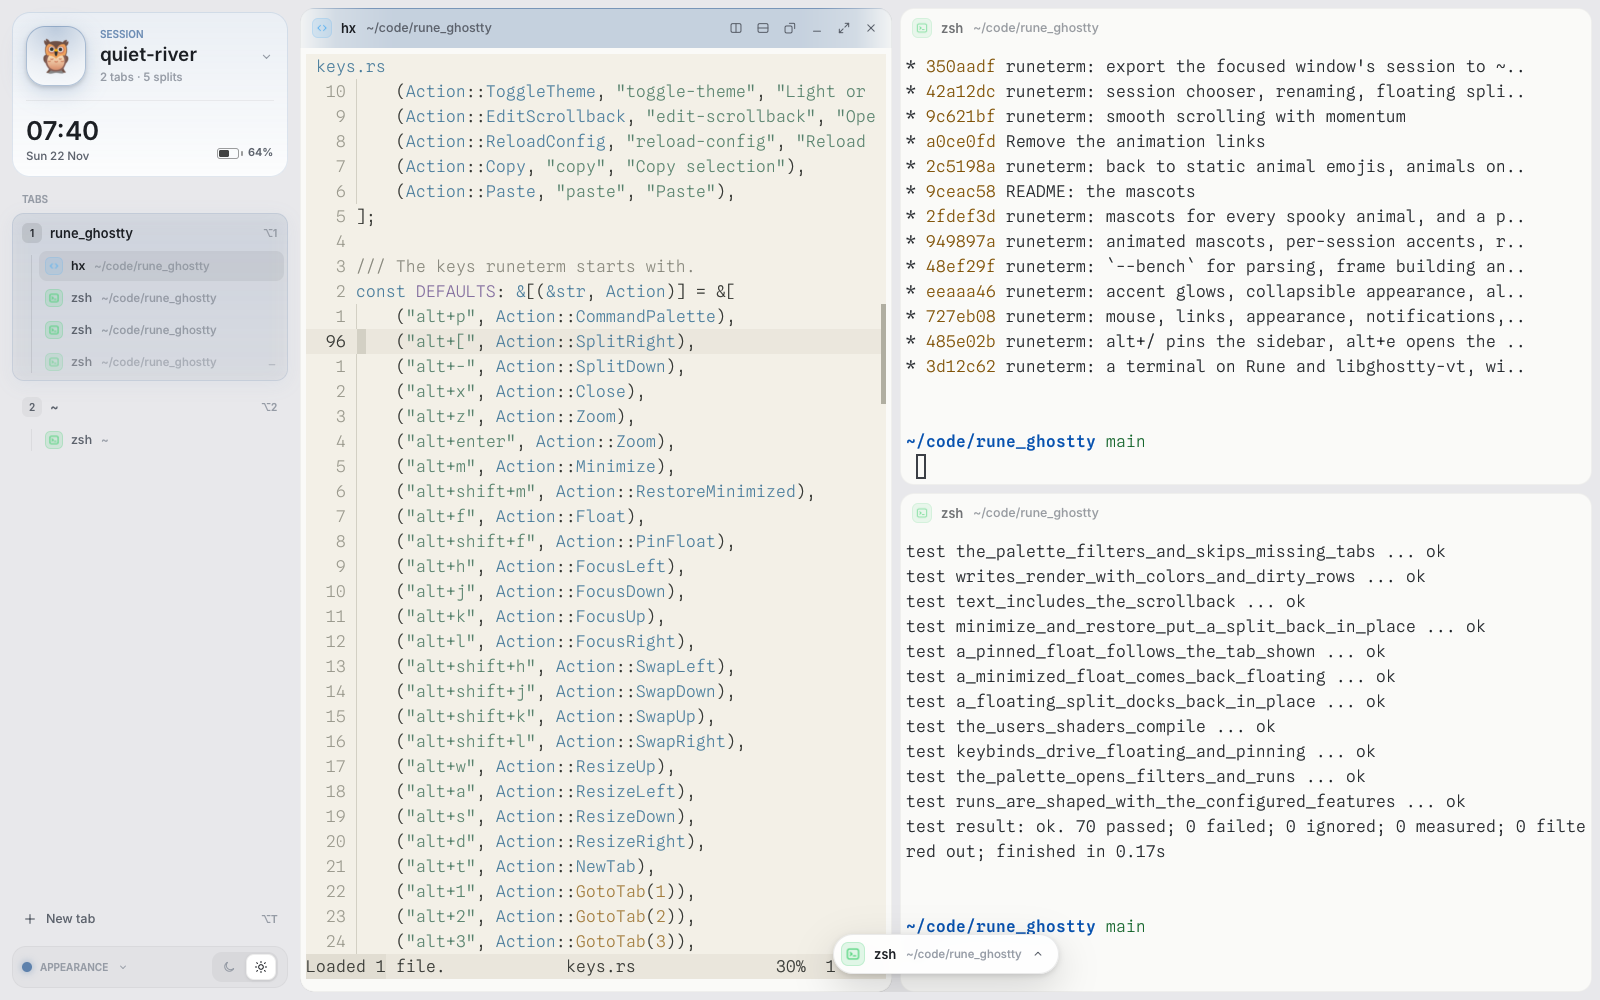 SESSION
quiet-river
2 tabs · 5 splits
07:40
Sun 22 Nov
64%
TABS
1 rune_ghostty ⌥1
hx ~/code/rune_ghostty
zsh ~/code/rune_ghostty
zsh ~/code/rune_ghostty
zsh ~/code/rune_ghostty
2 ~ ⌥2
zsh ~
+ New tab ⌥T
APPEARANCE
hx ~/code/rune_ghostty
keys.rs
10 (Action::ToggleTheme, "toggle-theme", "Light or
9 (Action::EditScrollback, "edit-scrollback", "Ope
8 (Action::ReloadConfig, "reload-config", "Reload
7 (Action::Copy, "copy", "Copy selection"),
6 (Action::Paste, "paste", "Paste"),
5 ];
4
3 /// The keys runeterm starts with.
2 const DEFAULTS: &[(&str, Action)] = &[
1 ("alt+p", Action::CommandPalette),
96 ("alt+[", Action::SplitRight),
1 ("alt+-", Action::SplitDown),
2 ("alt+x", Action::Close),
3 ("alt+z", Action::Zoom),
4 ("alt+enter", Action::Zoom),
5 ("alt+m", Action::Minimize),
6 ("alt+shift+m", Action::RestoreMinimized),
7 ("alt+f", Action::Float),
8 ("alt+shift+f", Action::PinFloat),
9 ("alt+h", Action::FocusLeft),
10 ("alt+j", Action::FocusDown),
11 ("alt+k", Action::FocusUp),
12 ("alt+l", Action::FocusRight),
13 ("alt+shift+h", Action::SwapLeft),
14 ("alt+shift+j", Action::SwapDown),
15 ("alt+shift+k", Action::SwapUp),
16 ("alt+shift+l", Action::SwapRight),
17 ("alt+w", Action::ResizeUp),
18 ("alt+a", Action::ResizeLeft),
19 ("alt+s", Action::ResizeDown),
20 ("alt+d", Action::ResizeRight),
21 ("alt+t", Action::NewTab),
22 ("alt+1", Action::GotoTab(1)),
23 ("alt+2", Action::GotoTab(2)),
24 ("alt+3", Action::GotoTab(3)),
Loaded 1 file. keys.rs 30% 1
zsh ~/code/rune_ghostty
* 350aadf runeterm: export the focused window's session to ~..
* 42a12dc runeterm: session chooser, renaming, floating spli..
* 9c621bf runeterm: smooth scrolling with momentum
* a0ce0fd Remove the animation links
* 2c5198a runeterm: back to static animal emojis, animals on..
* 9ceac58 README: the mascots
* 2fdef3d runeterm: mascots for every spooky animal, and a p..
* 949897a runeterm: animated mascots, per-session accents, r..
* 48ef29f runeterm: `--bench` for parsing, frame building an..
* eeaaa46 runeterm: accent glows, collapsible appearance, al..
* 727eb08 runeterm: mouse, links, appearance, notifications,..
* 485e02b runeterm: alt+/ pins the sidebar, alt+e opens the ..
* 3d12c62 runeterm: a terminal on Rune and libghostty-vt, wi..
~/code/rune_ghostty main
zsh ~/code/rune_ghostty
test the_palette_filters_and_skips_missing_tabs ... ok
test writes_render_with_colors_and_dirty_rows ... ok
test text_includes_the_scrollback ... ok
test minimize_and_restore_put_a_split_back_in_place ... ok
test a_pinned_float_follows_the_tab_shown ... ok
test a_minimized_float_comes_back_floating ... ok
test a_floating_split_docks_back_in_place ... ok
test the_users_shaders_compile ... ok
test keybinds_drive_floating_and_pinning ... ok
test the_palette_opens_filters_and_runs ... ok
test runs_are_shaped_with_the_configured_features ... ok
test result: ok. 70 passed; 0 failed; 0 ignored; 0 measured; 0 filte
red out; finished in 0.17s
~/code/rune_ghostty main
zsh ~/code/rune_ghostty